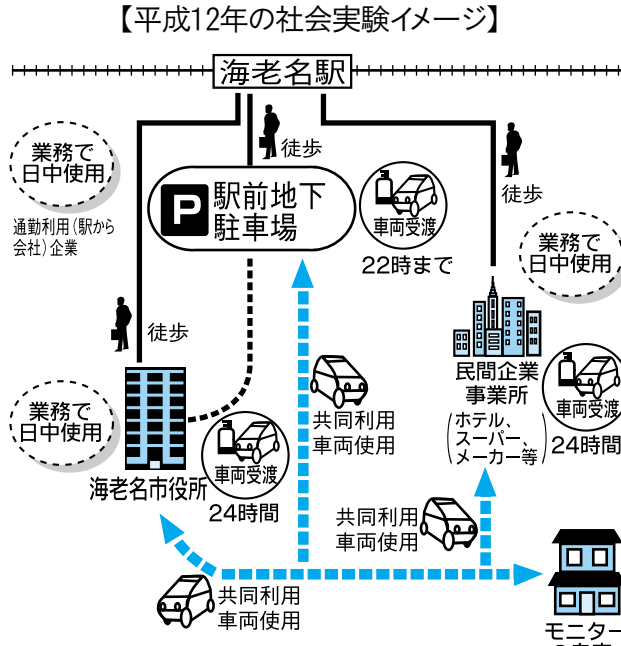 【平成12年の社会実験イメージ】
海老名駅
業務で
日中使用
通勤利用（駅から
会社）企業
徒歩
P
駅前地下
駐車場
車両受渡
22時まで
徒歩
業務で
日中使用
徒歩
民間企業
事業所
（ホテル、
スーパー、
メーカー等）
車両受渡
24時間
共同利用
車両使用
業務で
日中使用
海老名市役所
車両受渡
24時間
共同利用
車両使用
共同利用
車両使用
モニター